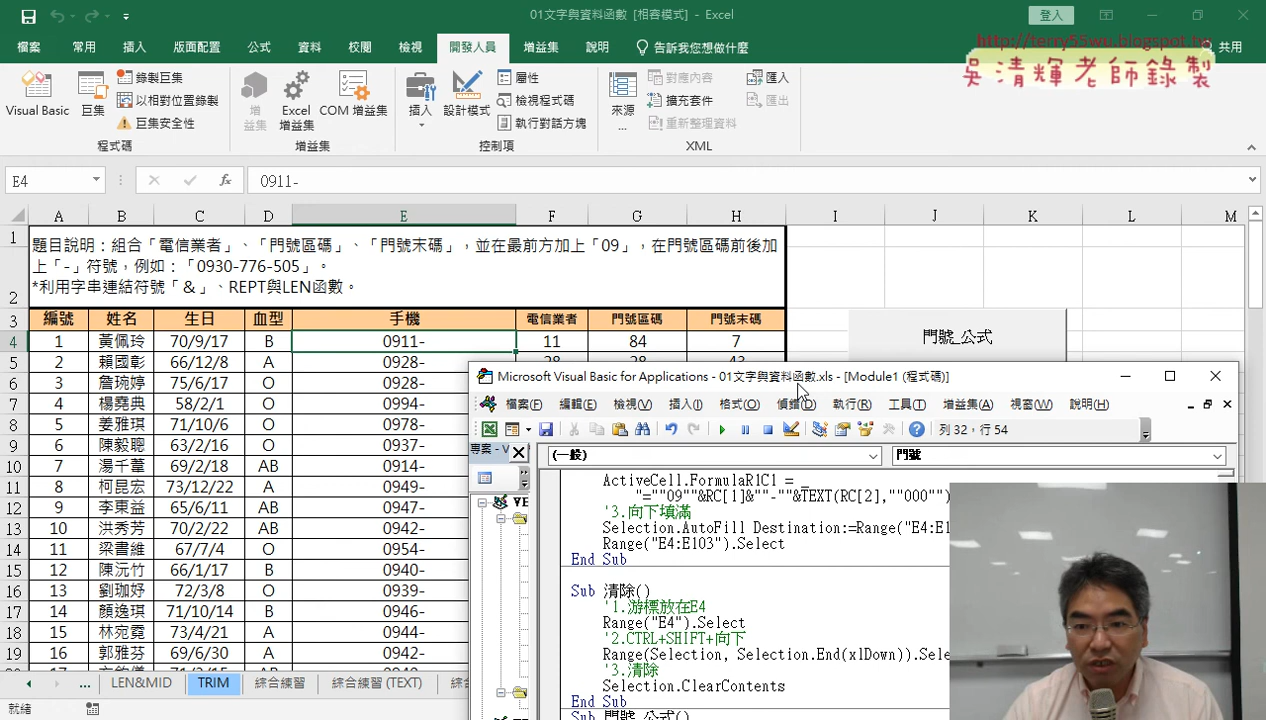 01文字與資料函數 [相容模式] - Excel
登入
檔案 常用 插入 版面配置 公式 資料 校閱 檢視 開發人員 增益集 說明 告訴我您想做什麼 共用
http://terry55wu.blogspot.tw
吳清輝老師錄製
Visual Basic 巨集 錄製巨集 以相對位置錄製 巨集安全性
增益集 Excel 增益集 COM 增益集
插入 設計模式 屬性 檢視程式碼 執行對話方塊
來源... 對應內容 擴充套件 重新整理資料 匯入 匯出
程式碼 增益集 控制項 XML
E4 fx 0911-
A B C D E F G H I J K L M
1 題目說明：組合「電信業者」、「門號區碼」、「門號末碼」，並在最前方加上「09」，在門號區碼前後加
上「-」符號，例如：「0930-776-505」。
2 *利用字串連結符號「&」、REPT與LEN函數。
3 編號 姓名 生日 血型 手機 電信業者 門號區碼 門號末碼
4 1 黃佩玲 70/9/17 B 0911- 11 84 7
門號_公式
5 2 賴國彰 66/12/8 A 0928-
6 3 詹琬婷 75/6/17 O 0928-
7 4 楊堯典 58/2/1 O 0994-
8 5 姜雅琪 71/10/6 O 0978-
9 6 陳毅聰 63/2/16 O 0937-
10 7 湯千葦 69/2/18 AB 0914-
11 8 柯昆宏 73/12/22 A 0949-
12 9 李東益 65/6/11 AB 0947-
13 10 洪秀芳 70/2/22 AB 0942-
14 11 梁書維 67/7/4 O 0954-
15 12 陳沅竹 66/1/17 B 0940-
16 13 劉珈妤 72/3/8 O 0939-
17 14 顏逸琪 71/10/14 B 0946-
18 15 林宛霓 73/4/21 A 0944-
19 16 郭雅芬 69/6/30 A 0942-
... LEN&MID TRIM 綜合練習 綜合練習 (TEXT)
就緒
Microsoft Visual Basic for Applications - 01文字與資料函數.xls - [Module1 (程式碼)]
檔案(F) 編輯(E) 檢視(V) 插入(I) 格式(O) 偵錯(D) 執行(R) 工具(T) 增益集(A) 視窗(W) 說明(H)
列 32，行 54
專案 - V
(一般) 門號
ActiveCell.FormulaR1C1 = _
"=""09""&RC[1]&""-""&TEXT(RC[2],""000"")
'3.向下填滿
Selection.AutoFill Destination:=Range("E4:E1
Range("E4:E103").Select
End Sub
Sub 清除()
'1.游標放在E4
Range("E4").Select
'2.CTRL+SHIFT+向下
Range(Selection, Selection.End(xlDown)).Sele
'3.清除
Selection.ClearContents
End Sub
Sub 門號_公式()